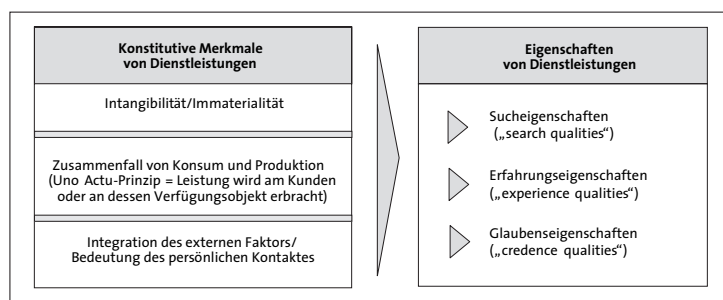 Konstitutive Merkmale
von Dienstleistungen
Intangibilität/Immaterialität
Zusammenfall von Konsum und Produktion
(Uno Actu-Prinzip = Leistung wird am Kunden
oder an dessen Verfügungsobjekt erbracht)
Integration des externen Faktors/
Bedeutung des persönlichen Kontaktes
Eigenschaften
von Dienstleistungen
Sucheigenschaften
(„search qualities“)
Erfahrungseigenschaften
(„experience qualities“)
Glaubenseigenschaften
(„credence qualities“)